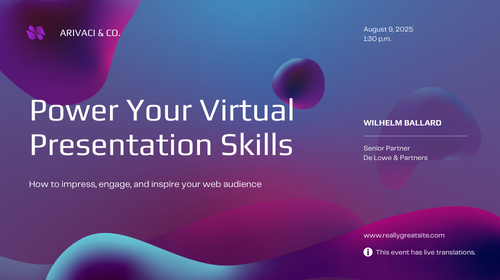 ARIVACI & CO.
August 9, 2025
1:30 p.m.
Power Your Virtual
Presentation Skills
How to impress, engage, and inspire your web audience
WILHELM BALLARD
Senior Partner
De Lowe & Partners
www.reallygreatsite.com
This event has live translations.